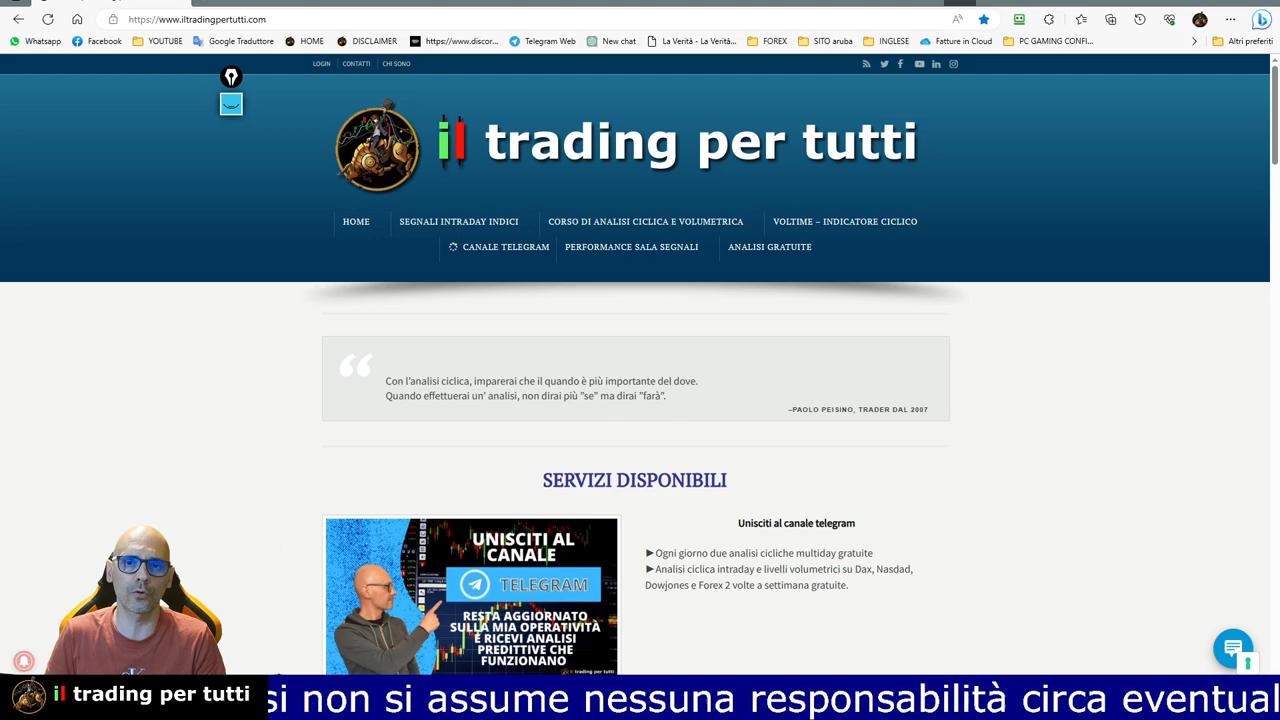 https://www.iltradingpertutti.com
Whatsapp
Facebook
YOUTUBE
Google Traduttore
HOME
DISCLAIMER
https://www.discor...
Telegram Web
New chat
La Verità - La Verità...
FOREX
SITO aruba
INGLESE
Fatture in Cloud
PC GAMING CONFI...
Altri preferiti
LOGIN
CONTATTI
CHI SONO
il trading per tutti
HOME
SEGNALI INTRADAY INDICI
CORSO DI ANALISI CICLICA E VOLUMETRICA
VOLTIME – INDICATORE CICLICO
CANALE TELEGRAM
PERFORMANCE SALA SEGNALI
ANALISI GRATUITE
Con l'analisi ciclica, imparerai che il quando è più importante del dove.
Quando effettuerai un' analisi, non dirai più "se" ma dirai "farà".
–PAOLO PEISINO, TRADER DAL 2007
SERVIZI DISPONIBILI
UNISCITI AL
CANALE
TELEGRAM
RESTA AGGIORNATO
SULLA MIA OPERATIVITÀ
E RICEVI ANALISI
PREDITTIVE CHE
FUNZIONANO
il trading per tutti
Unisciti al canale telegram
►Ogni giorno due analisi cicliche multiday gratuite
►Analisi ciclica intraday e livelli volumetrici su Dax, Nasdad,
Dowjones e Forex 2 volte a settimana gratuite.
il trading per tutti
si non si assume nessuna responsabilità circa eventual